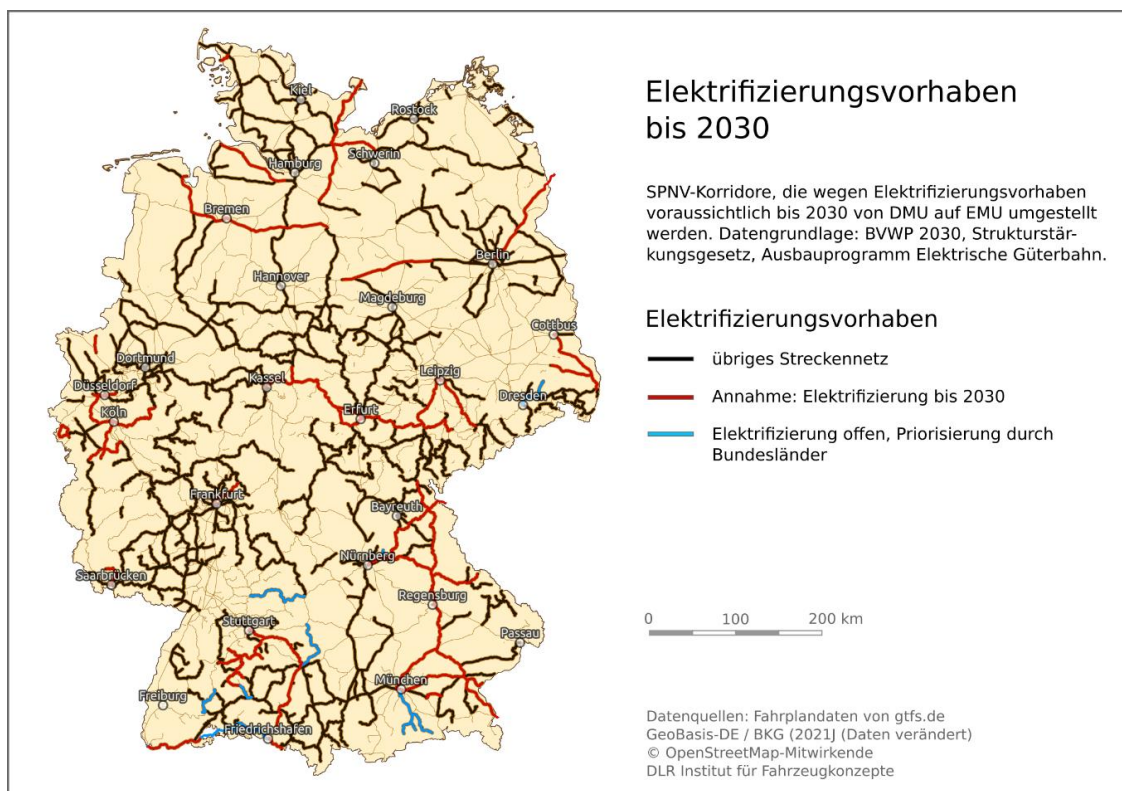 Elektrifizierungsvorhaben
bis 2030
SPNV-Korridore, die wegen Elektrifizierungsvorhaben
voraussichtlich bis 2030 von DMU auf EMU umgestellt
werden. Datengrundlage: BVWP 2030, Strukturstär-
kungsgesetz, Ausbauprogramm Elektrische Güterbahn.
Elektrifizierungsvorhaben
übriges Streckennetz
Annahme: Elektrifizierung bis 2030
Elektrifizierung offen, Priorisierung durch
Bundesländer
0 100 200 km
Datenquellen: Fahrplandaten von gtfs.de
GeoBasis-DE / BKG (2021J (Daten verändert)
© OpenStreetMap-Mitwirkende
DLR Institut für Fahrzeugkonzepte
Kiel
Rostock
Schwerin
Hamburg
Bremen
Berlin
Hannover
Magdeburg
Cottbus
Dortmund
Düsseldorf
Kassel
Leipzig
Dresden
Köln
Erfurt
Frankfurt
Bayreuth
Nürnberg
Saarbrücken
Regensburg
Stuttgart
Passau
München
Freiburg
Friedrichshafen